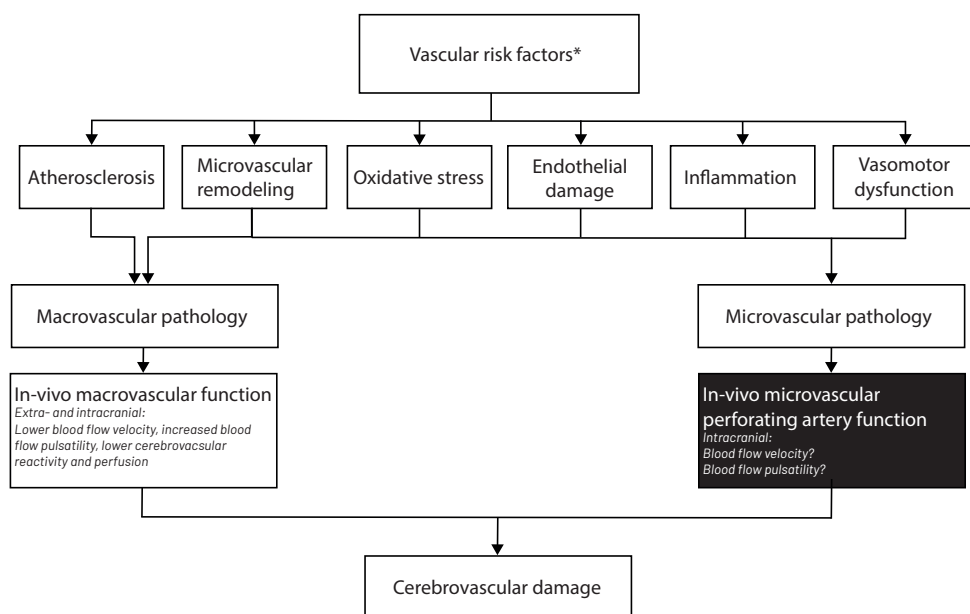 Vascular risk factors*
Atherosclerosis
Microvascular
remodeling
Oxidative stress
Endothelial
damage
Inflammation
Vasomotor
dysfunction
Macrovascular pathology
Microvascular pathology
In-vivo macrovascular function
Extra- and intracranial:
Lower blood flow velocity, increased blood
flow pulsatility, lower cerebrovacsular
reactivity and perfusion
In-vivo microvascular
perforating artery function
Intracranial:
Blood flow velocity?
Blood flow pulsatility?
Cerebrovascular damage